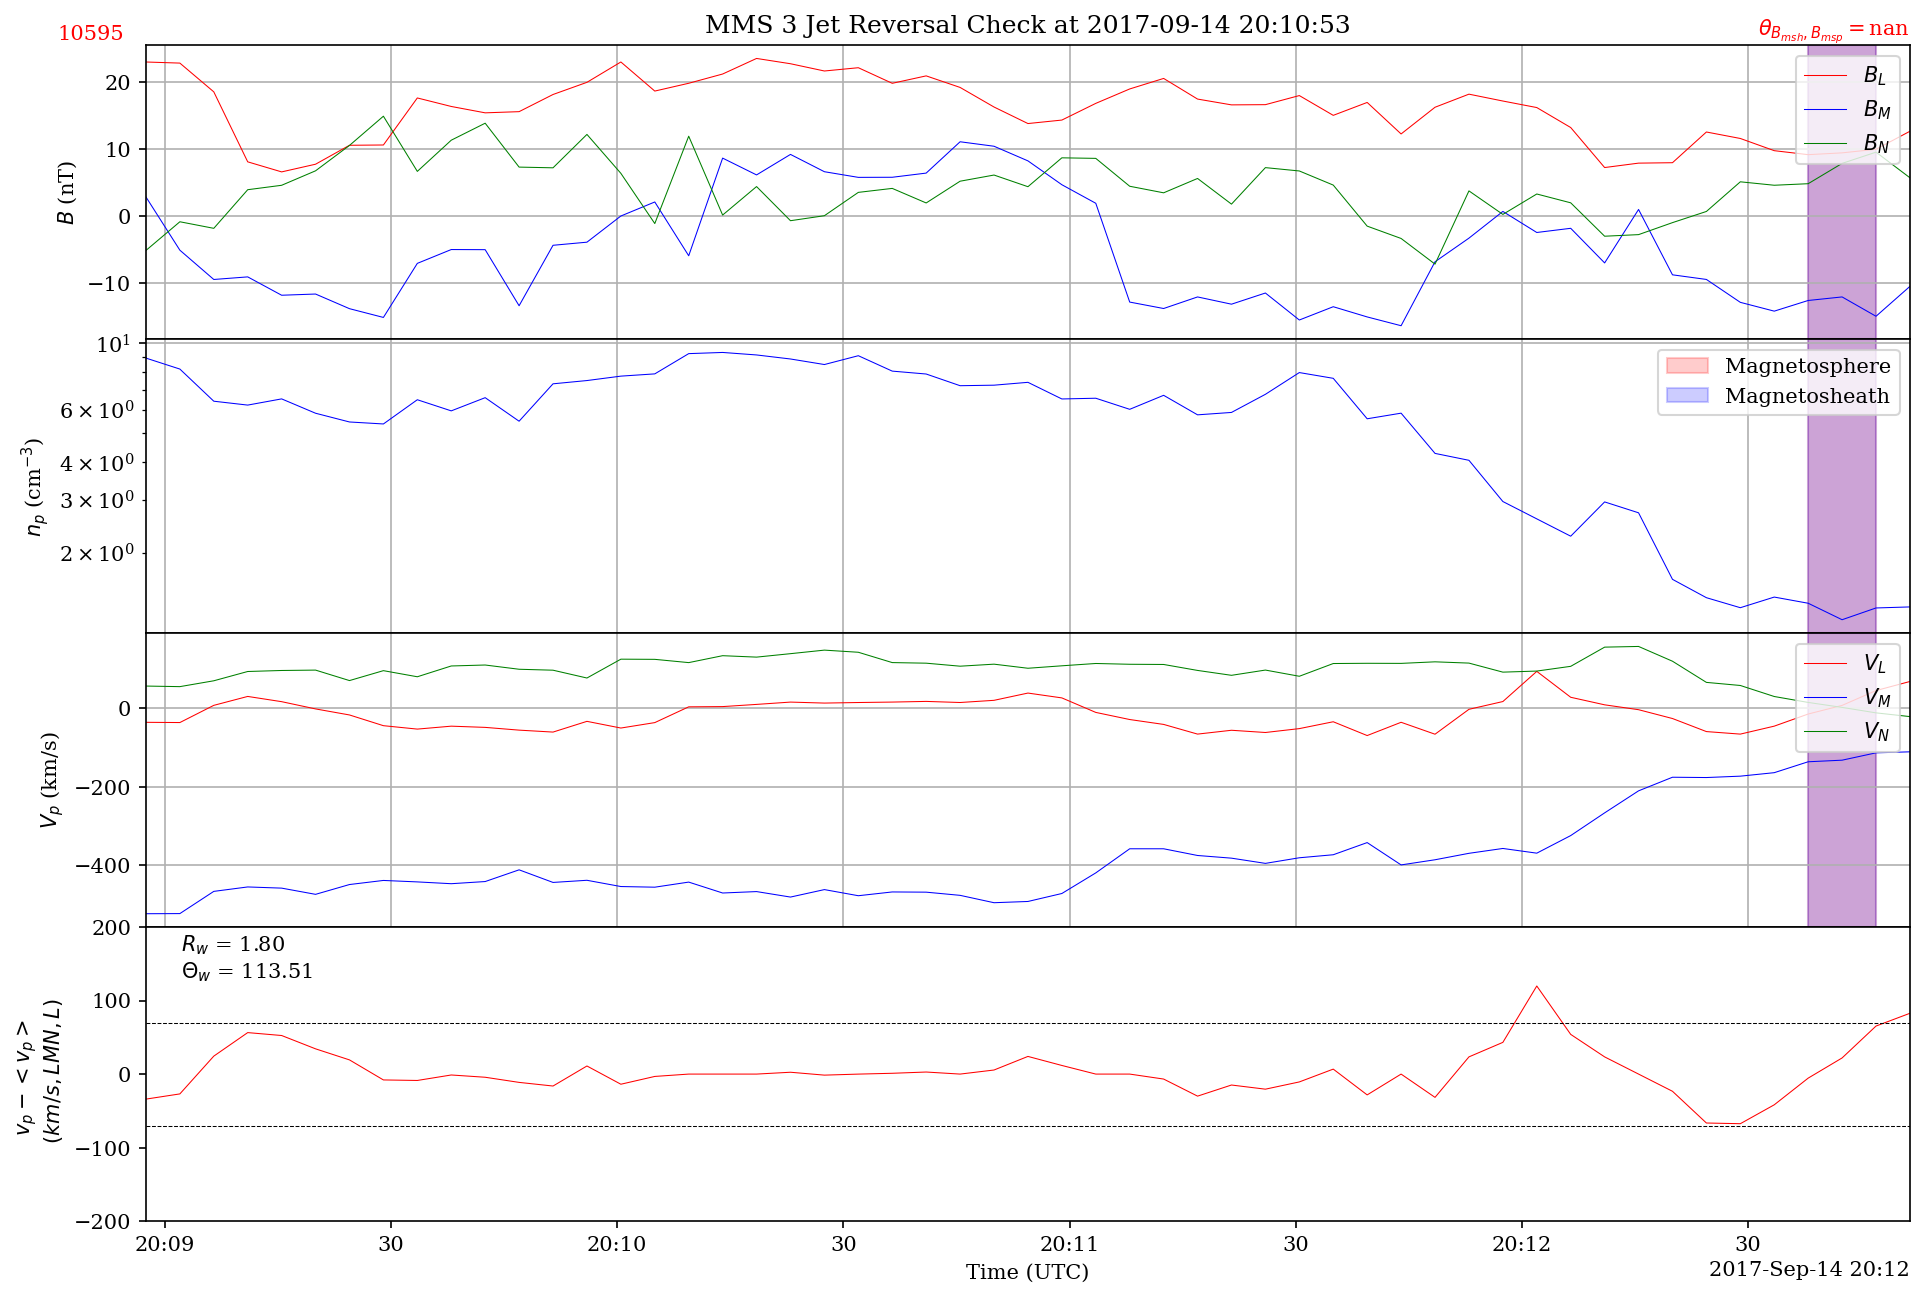 MMS 3 Jet Reversal Check at 2017-09-14 20:10:53
10595
θ_{B_{msh}, B_{msp}} = nan
20
10
0
−10
B (nT)
B_L
B_M
B_N
10^1
6 × 10^0
4 × 10^0
3 × 10^0
2 × 10^0
n_p (cm^{−3})
Magnetosphere
Magnetosheath
0
−200
−400
V_p (km/s)
V_L
V_M
V_N
200
100
0
−100
−200
v_p − < v_p >
(km/s, LMN, L)
R_w = 1.80
Θ_w = 113.51
20:09 30 20:10 30 20:11 30 20:12 30
Time (UTC)
2017-Sep-14 20:12